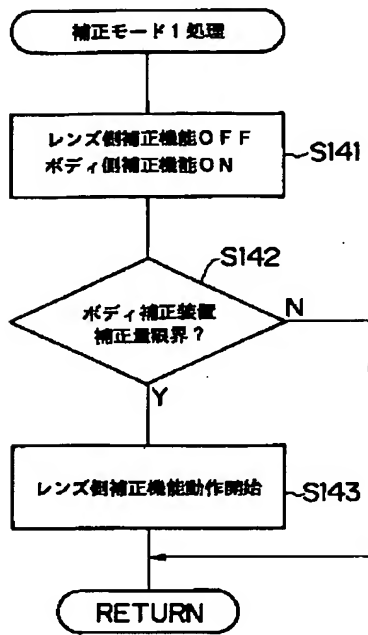 補正モード1処理
レンズ側補正機能OFF
ボディ側補正機能ON
S141
S142
ボディ補正装置
補正量限界?
N
Y
レンズ側補正機能動作開始
S143
RETURN